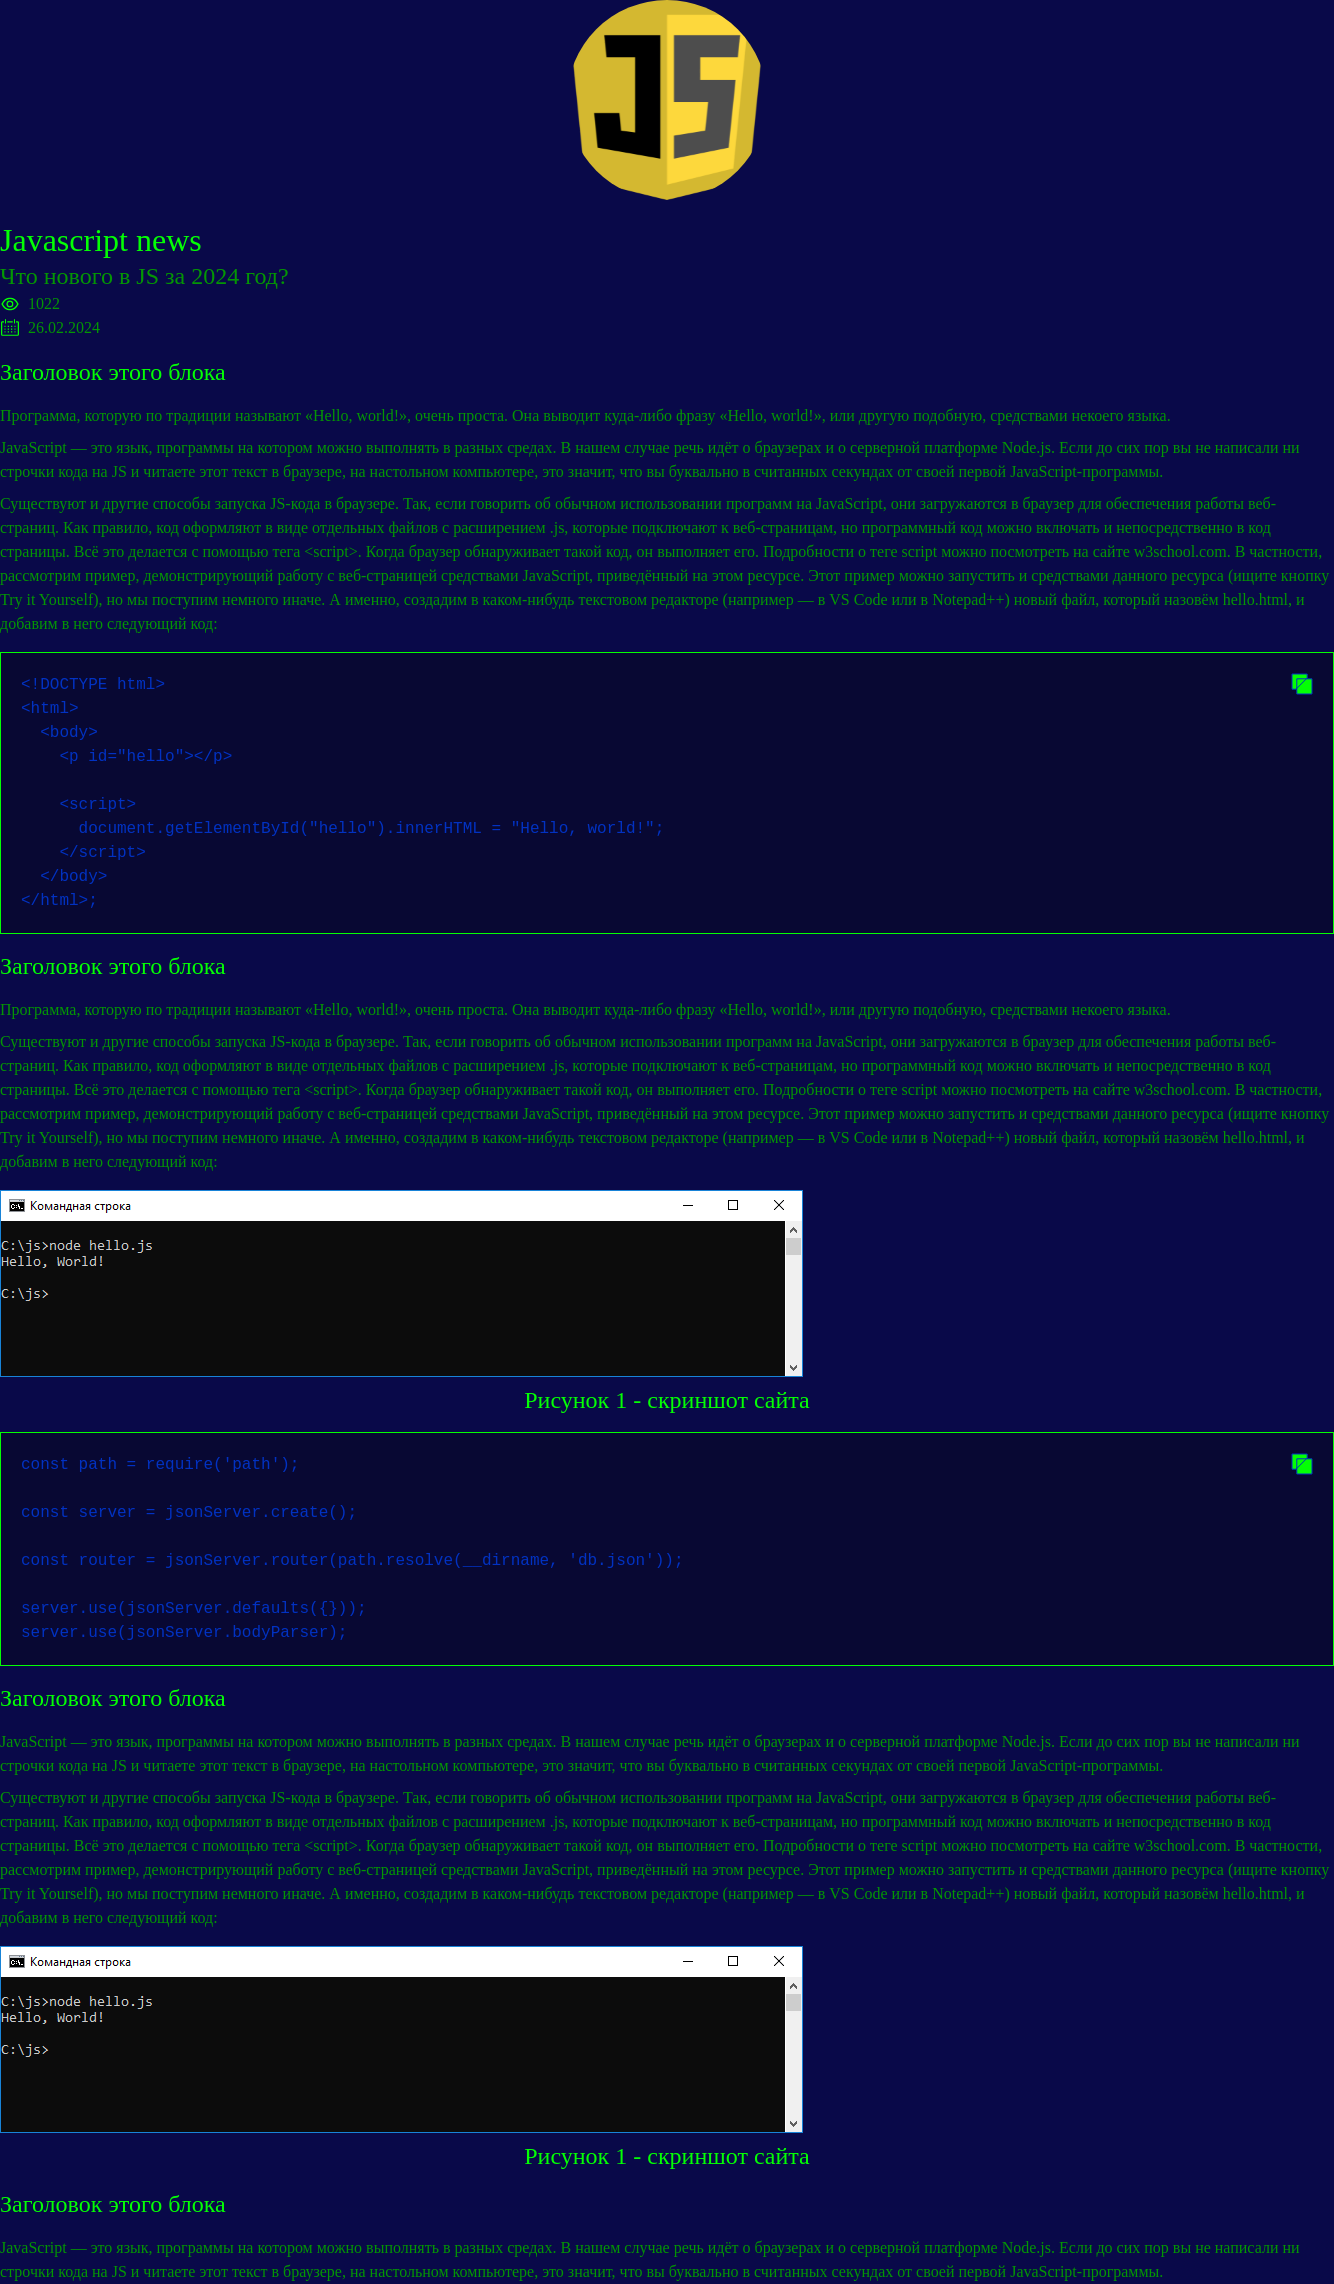 JS
Javascript news
Что нового в JS за 2024 год?
1022
26.02.2024
Заголовок этого блока
Программа, которую по традиции называют «Hello, world!», очень проста. Она выводит куда-либо фразу «Hello, world!», или другую подобную, средствами некоего языка.
JavaScript — это язык, программы на котором можно выполнять в разных средах. В нашем случае речь идёт о браузерах и о серверной платформе Node.js. Если до сих пор вы не написали ни
строчки кода на JS и читаете этот текст в браузере, на настольном компьютере, это значит, что вы буквально в считанных секундах от своей первой JavaScript-программы.
Существуют и другие способы запуска JS-кода в браузере. Так, если говорить об обычном использовании программ на JavaScript, они загружаются в браузер для обеспечения работы веб-
страниц. Как правило, код оформляют в виде отдельных файлов с расширением .js, которые подключают к веб-страницам, но программный код можно включать и непосредственно в код
страницы. Всё это делается с помощью тега <script>. Когда браузер обнаруживает такой код, он выполняет его. Подробности о теге script можно посмотреть на сайте w3school.com. В частности,
рассмотрим пример, демонстрирующий работу с веб-страницей средствами JavaScript, приведённый на этом ресурсе. Этот пример можно запустить и средствами данного ресурса (ищите кнопку
Try it Yourself), но мы поступим немного иначе. А именно, создадим в каком-нибудь текстовом редакторе (например — в VS Code или в Notepad++) новый файл, который назовём hello.html, и
добавим в него следующий код:
<!DOCTYPE html>
<html>
  <body>
    <p id="hello"></p>
    <script>
      document.getElementById("hello").innerHTML = "Hello, world!";
    </script>
  </body>
</html>;
Заголовок этого блока
Программа, которую по традиции называют «Hello, world!», очень проста. Она выводит куда-либо фразу «Hello, world!», или другую подобную, средствами некоего языка.
Существуют и другие способы запуска JS-кода в браузере. Так, если говорить об обычном использовании программ на JavaScript, они загружаются в браузер для обеспечения работы веб-
страниц. Как правило, код оформляют в виде отдельных файлов с расширением .js, которые подключают к веб-страницам, но программный код можно включать и непосредственно в код
страницы. Всё это делается с помощью тега <script>. Когда браузер обнаруживает такой код, он выполняет его. Подробности о теге script можно посмотреть на сайте w3school.com. В частности,
рассмотрим пример, демонстрирующий работу с веб-страницей средствами JavaScript, приведённый на этом ресурсе. Этот пример можно запустить и средствами данного ресурса (ищите кнопку
Try it Yourself), но мы поступим немного иначе. А именно, создадим в каком-нибудь текстовом редакторе (например — в VS Code или в Notepad++) новый файл, который назовём hello.html, и
добавим в него следующий код:
Командная строка
C:\js>node hello.js
Hello, World!
C:\js>
Рисунок 1 - скриншот сайта
const path = require('path');
const server = jsonServer.create();
const router = jsonServer.router(path.resolve(__dirname, 'db.json'));
server.use(jsonServer.defaults({}));
server.use(jsonServer.bodyParser);
Заголовок этого блока
JavaScript — это язык, программы на котором можно выполнять в разных средах. В нашем случае речь идёт о браузерах и о серверной платформе Node.js. Если до сих пор вы не написали ни
строчки кода на JS и читаете этот текст в браузере, на настольном компьютере, это значит, что вы буквально в считанных секундах от своей первой JavaScript-программы.
Существуют и другие способы запуска JS-кода в браузере. Так, если говорить об обычном использовании программ на JavaScript, они загружаются в браузер для обеспечения работы веб-
страниц. Как правило, код оформляют в виде отдельных файлов с расширением .js, которые подключают к веб-страницам, но программный код можно включать и непосредственно в код
страницы. Всё это делается с помощью тега <script>. Когда браузер обнаруживает такой код, он выполняет его. Подробности о теге script можно посмотреть на сайте w3school.com. В частности,
рассмотрим пример, демонстрирующий работу с веб-страницей средствами JavaScript, приведённый на этом ресурсе. Этот пример можно запустить и средствами данного ресурса (ищите кнопку
Try it Yourself), но мы поступим немного иначе. А именно, создадим в каком-нибудь текстовом редакторе (например — в VS Code или в Notepad++) новый файл, который назовём hello.html, и
добавим в него следующий код:
Командная строка
C:\js>node hello.js
Hello, World!
C:\js>
Рисунок 1 - скриншот сайта
Заголовок этого блока
JavaScript — это язык, программы на котором можно выполнять в разных средах. В нашем случае речь идёт о браузерах и о серверной платформе Node.js. Если до сих пор вы не написали ни
строчки кода на JS и читаете этот текст в браузере, на настольном компьютере, это значит, что вы буквально в считанных секундах от своей первой JavaScript-программы.